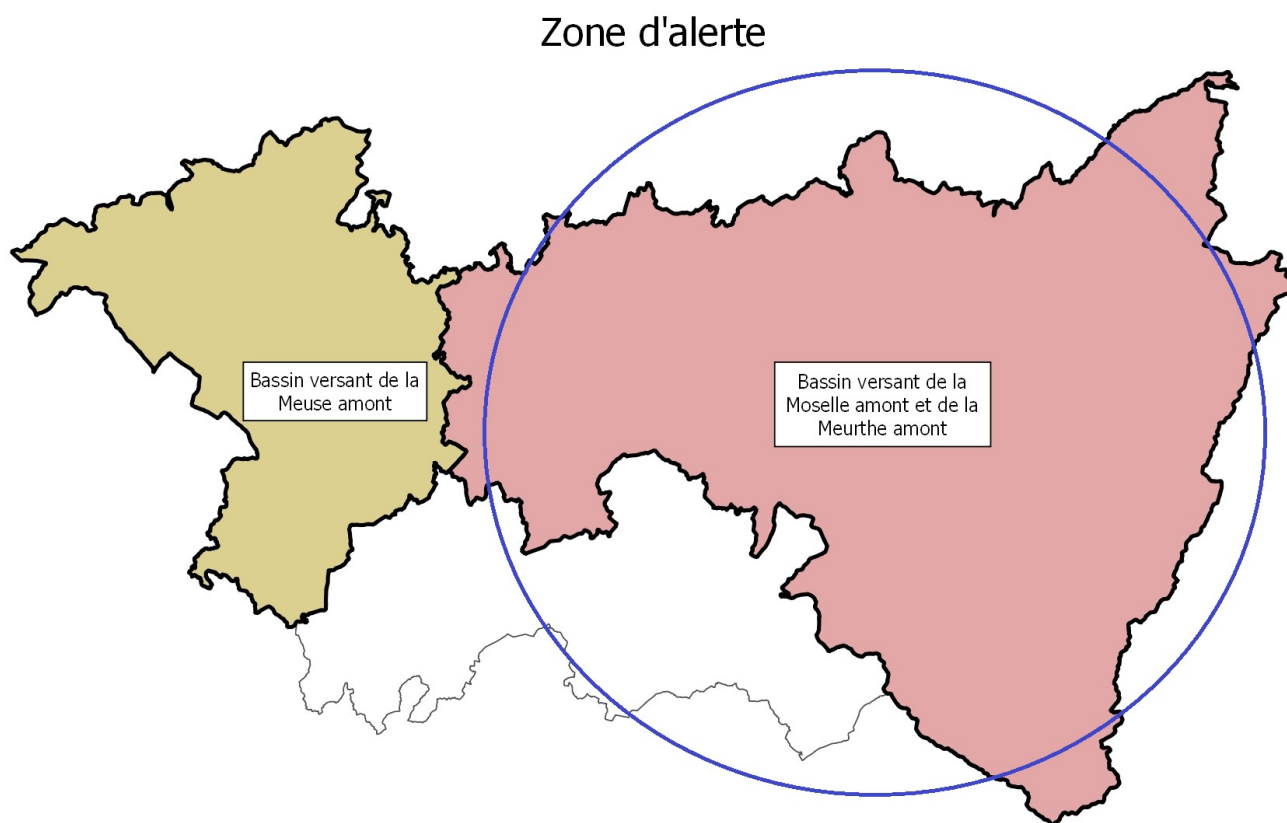 Zone d'alerte
Bassin versant de la
Meuse amont
Bassin versant de la
Moselle amont et de la
Meurthe amont